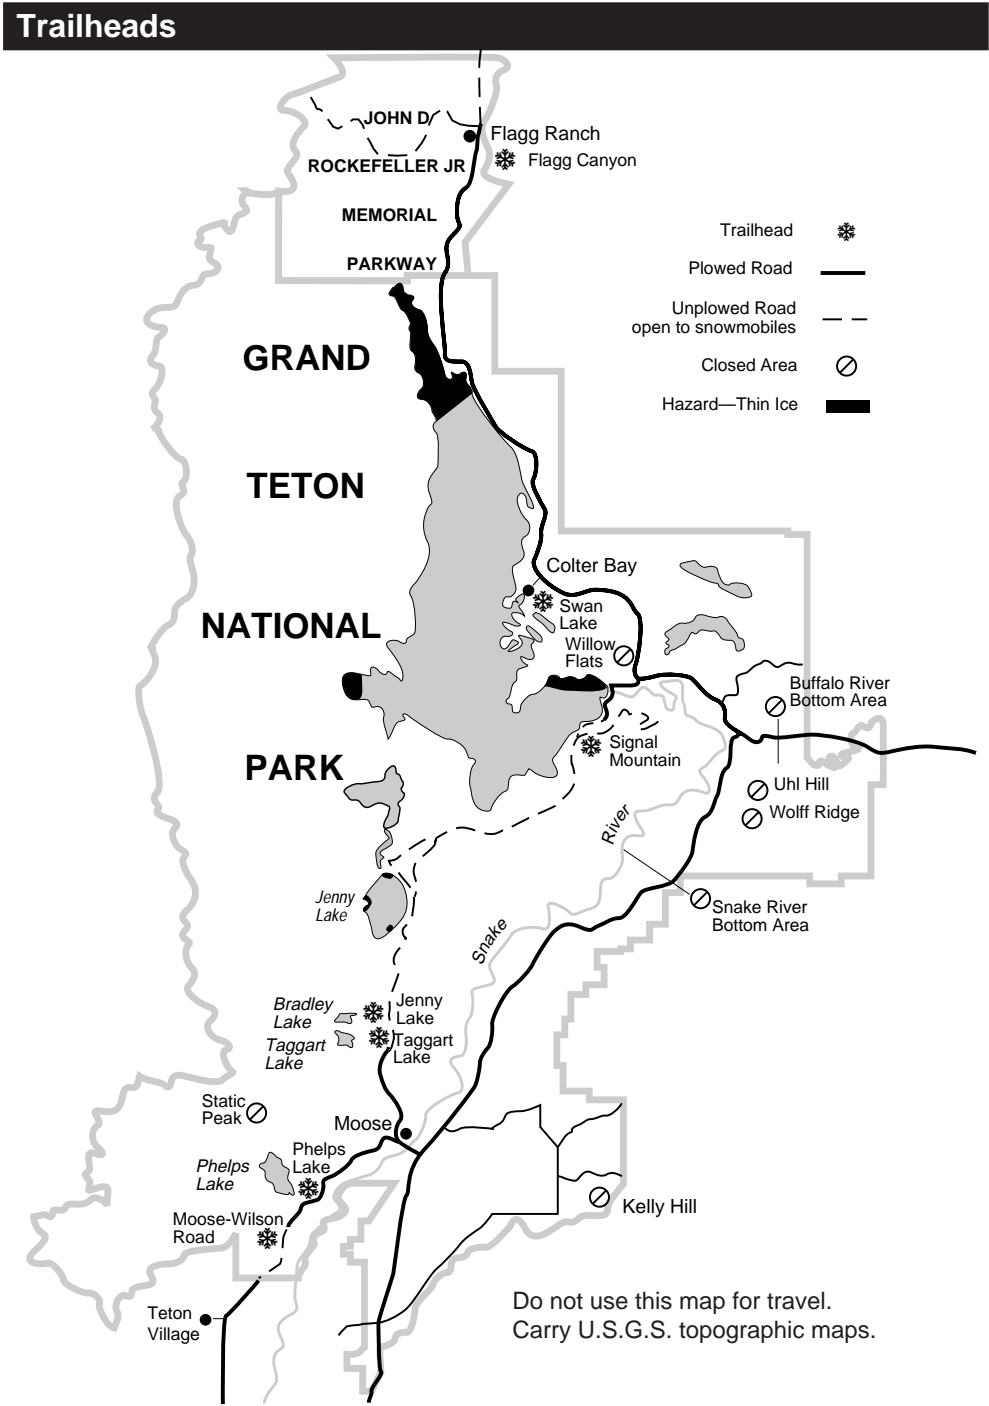 Trailheads
JOHN D
Flagg Ranch
Flagg Canyon
ROCKEFELLER JR
MEMORIAL
PARKWAY
Trailhead
Plowed Road
Unplowed Road
open to snowmobiles
Closed Area
Hazard—Thin Ice
GRAND
TETON
NATIONAL
PARK
Colter Bay
Swan
Lake
Willow
Flats
Buffalo River
Bottom Area
Signal
Mountain
Uhl Hill
Wolff Ridge
River
Snake
Snake River
Bottom Area
Jenny
Lake
Bradley
Lake
Jenny
Lake
Taggart
Lake
Taggart
Lake
Static
Peak
Moose
Phelps
Lake
Phelps
Lake
Moose-Wilson
Road
Kelly Hill
Teton
Village
Do not use this map for travel.
Carry U.S.G.S. topographic maps.